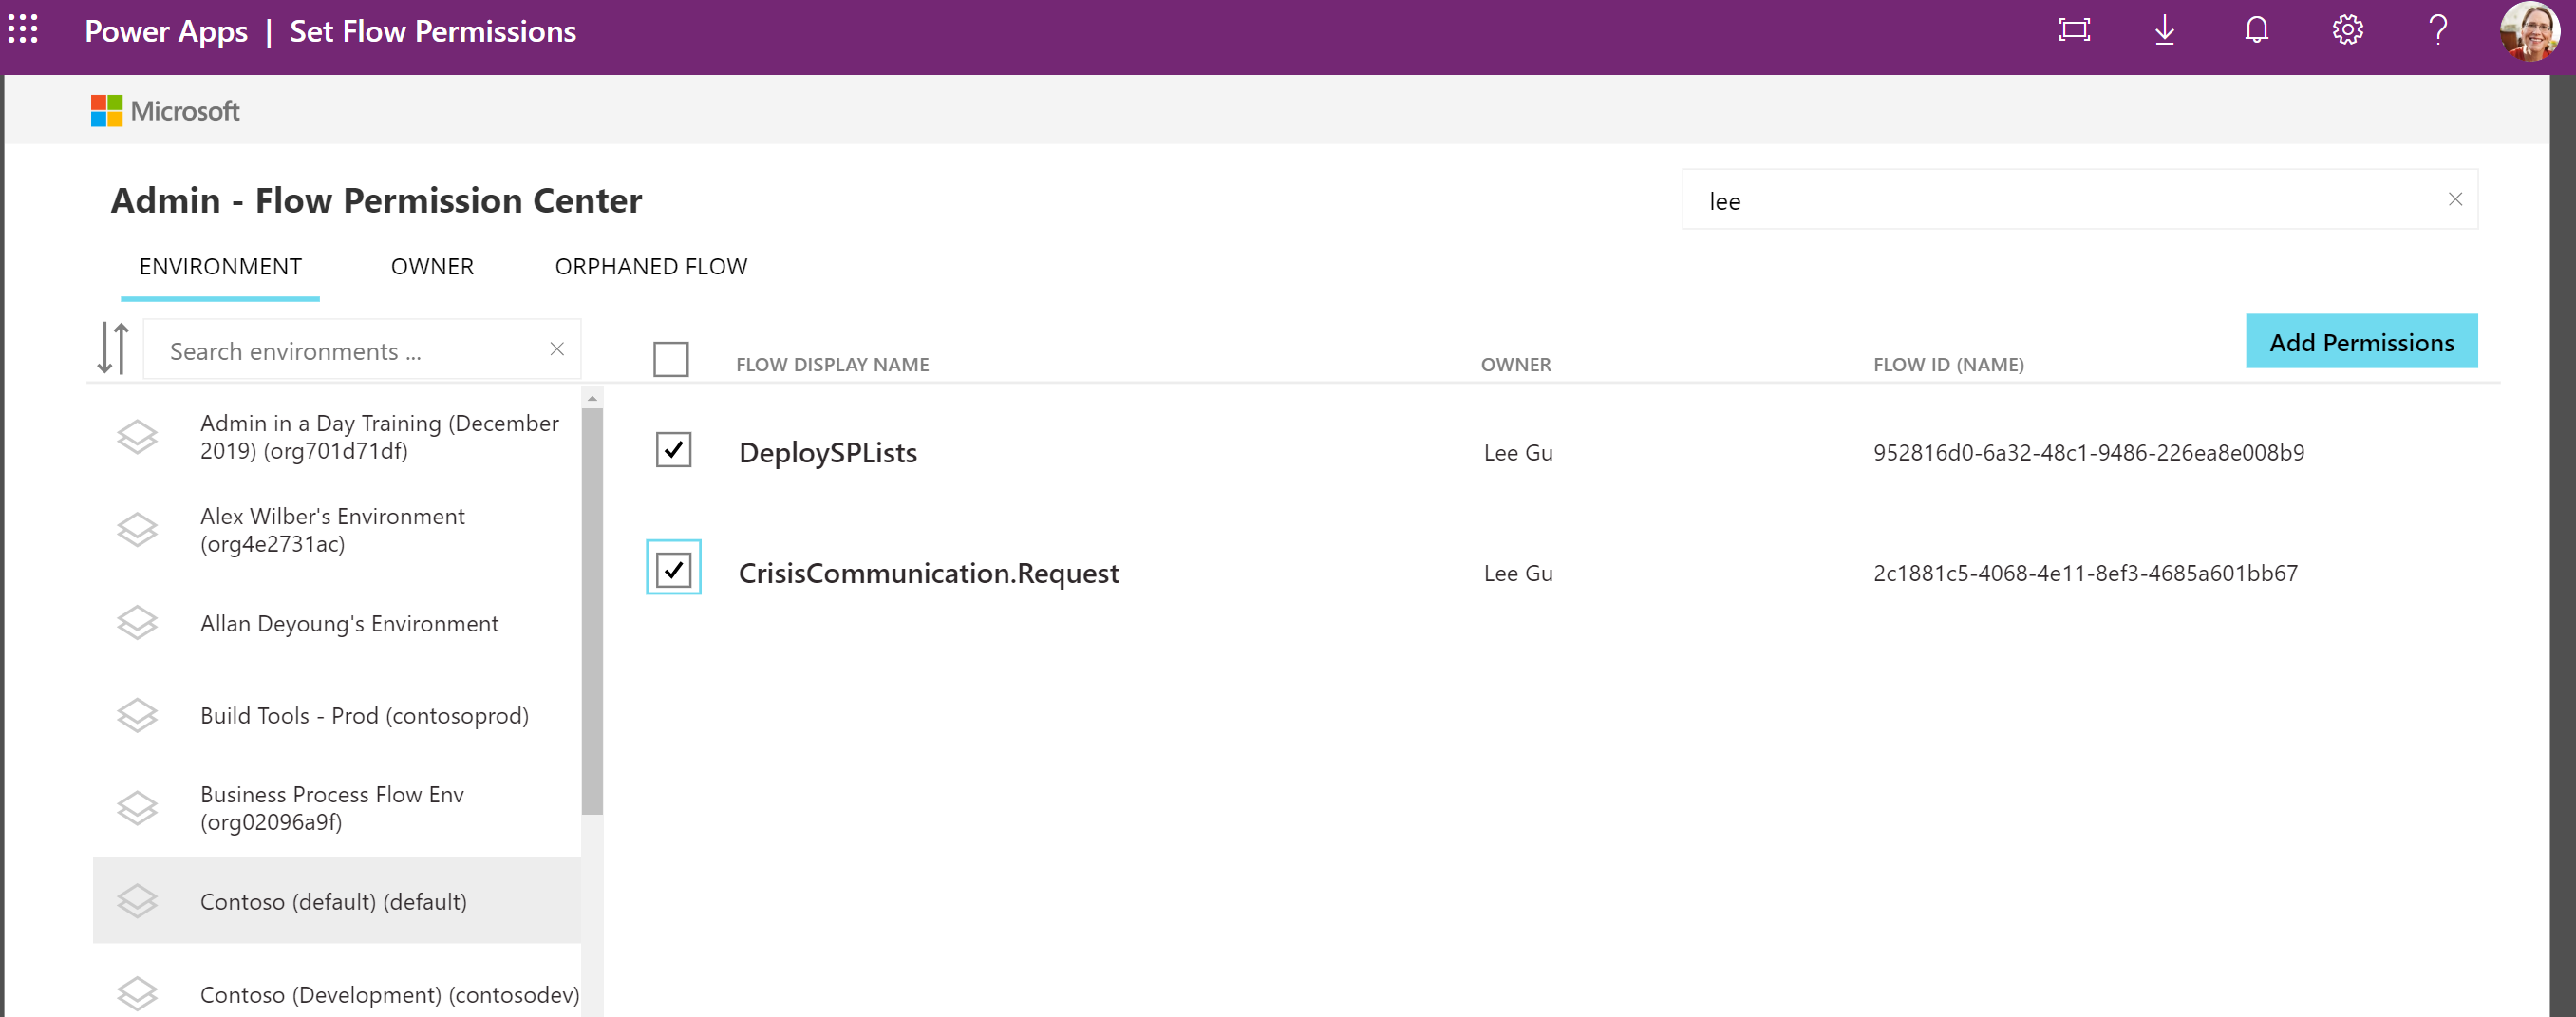 Power Apps | Set Flow Permissions
Microsoft
Admin - Flow Permission Center
lee
ENVIRONMENT OWNER ORPHANED FLOW
Search environments ...
FLOW DISPLAY NAME OWNER FLOW ID (NAME) Add Permissions
Admin in a Day Training (December
2019) (org701d71df)
DeploySPLists Lee Gu 952816d0-6a32-48c1-9486-226ea8e008b9
Alex Wilber's Environment
(org4e2731ac)
CrisisCommunication.Request Lee Gu 2c1881c5-4068-4e11-8ef3-4685a601bb67
Allan Deyoung's Environment
Build Tools - Prod (contosoprod)
Business Process Flow Env
(org02096a9f)
Contoso (default) (default)
Contoso (Development) (contosodev)